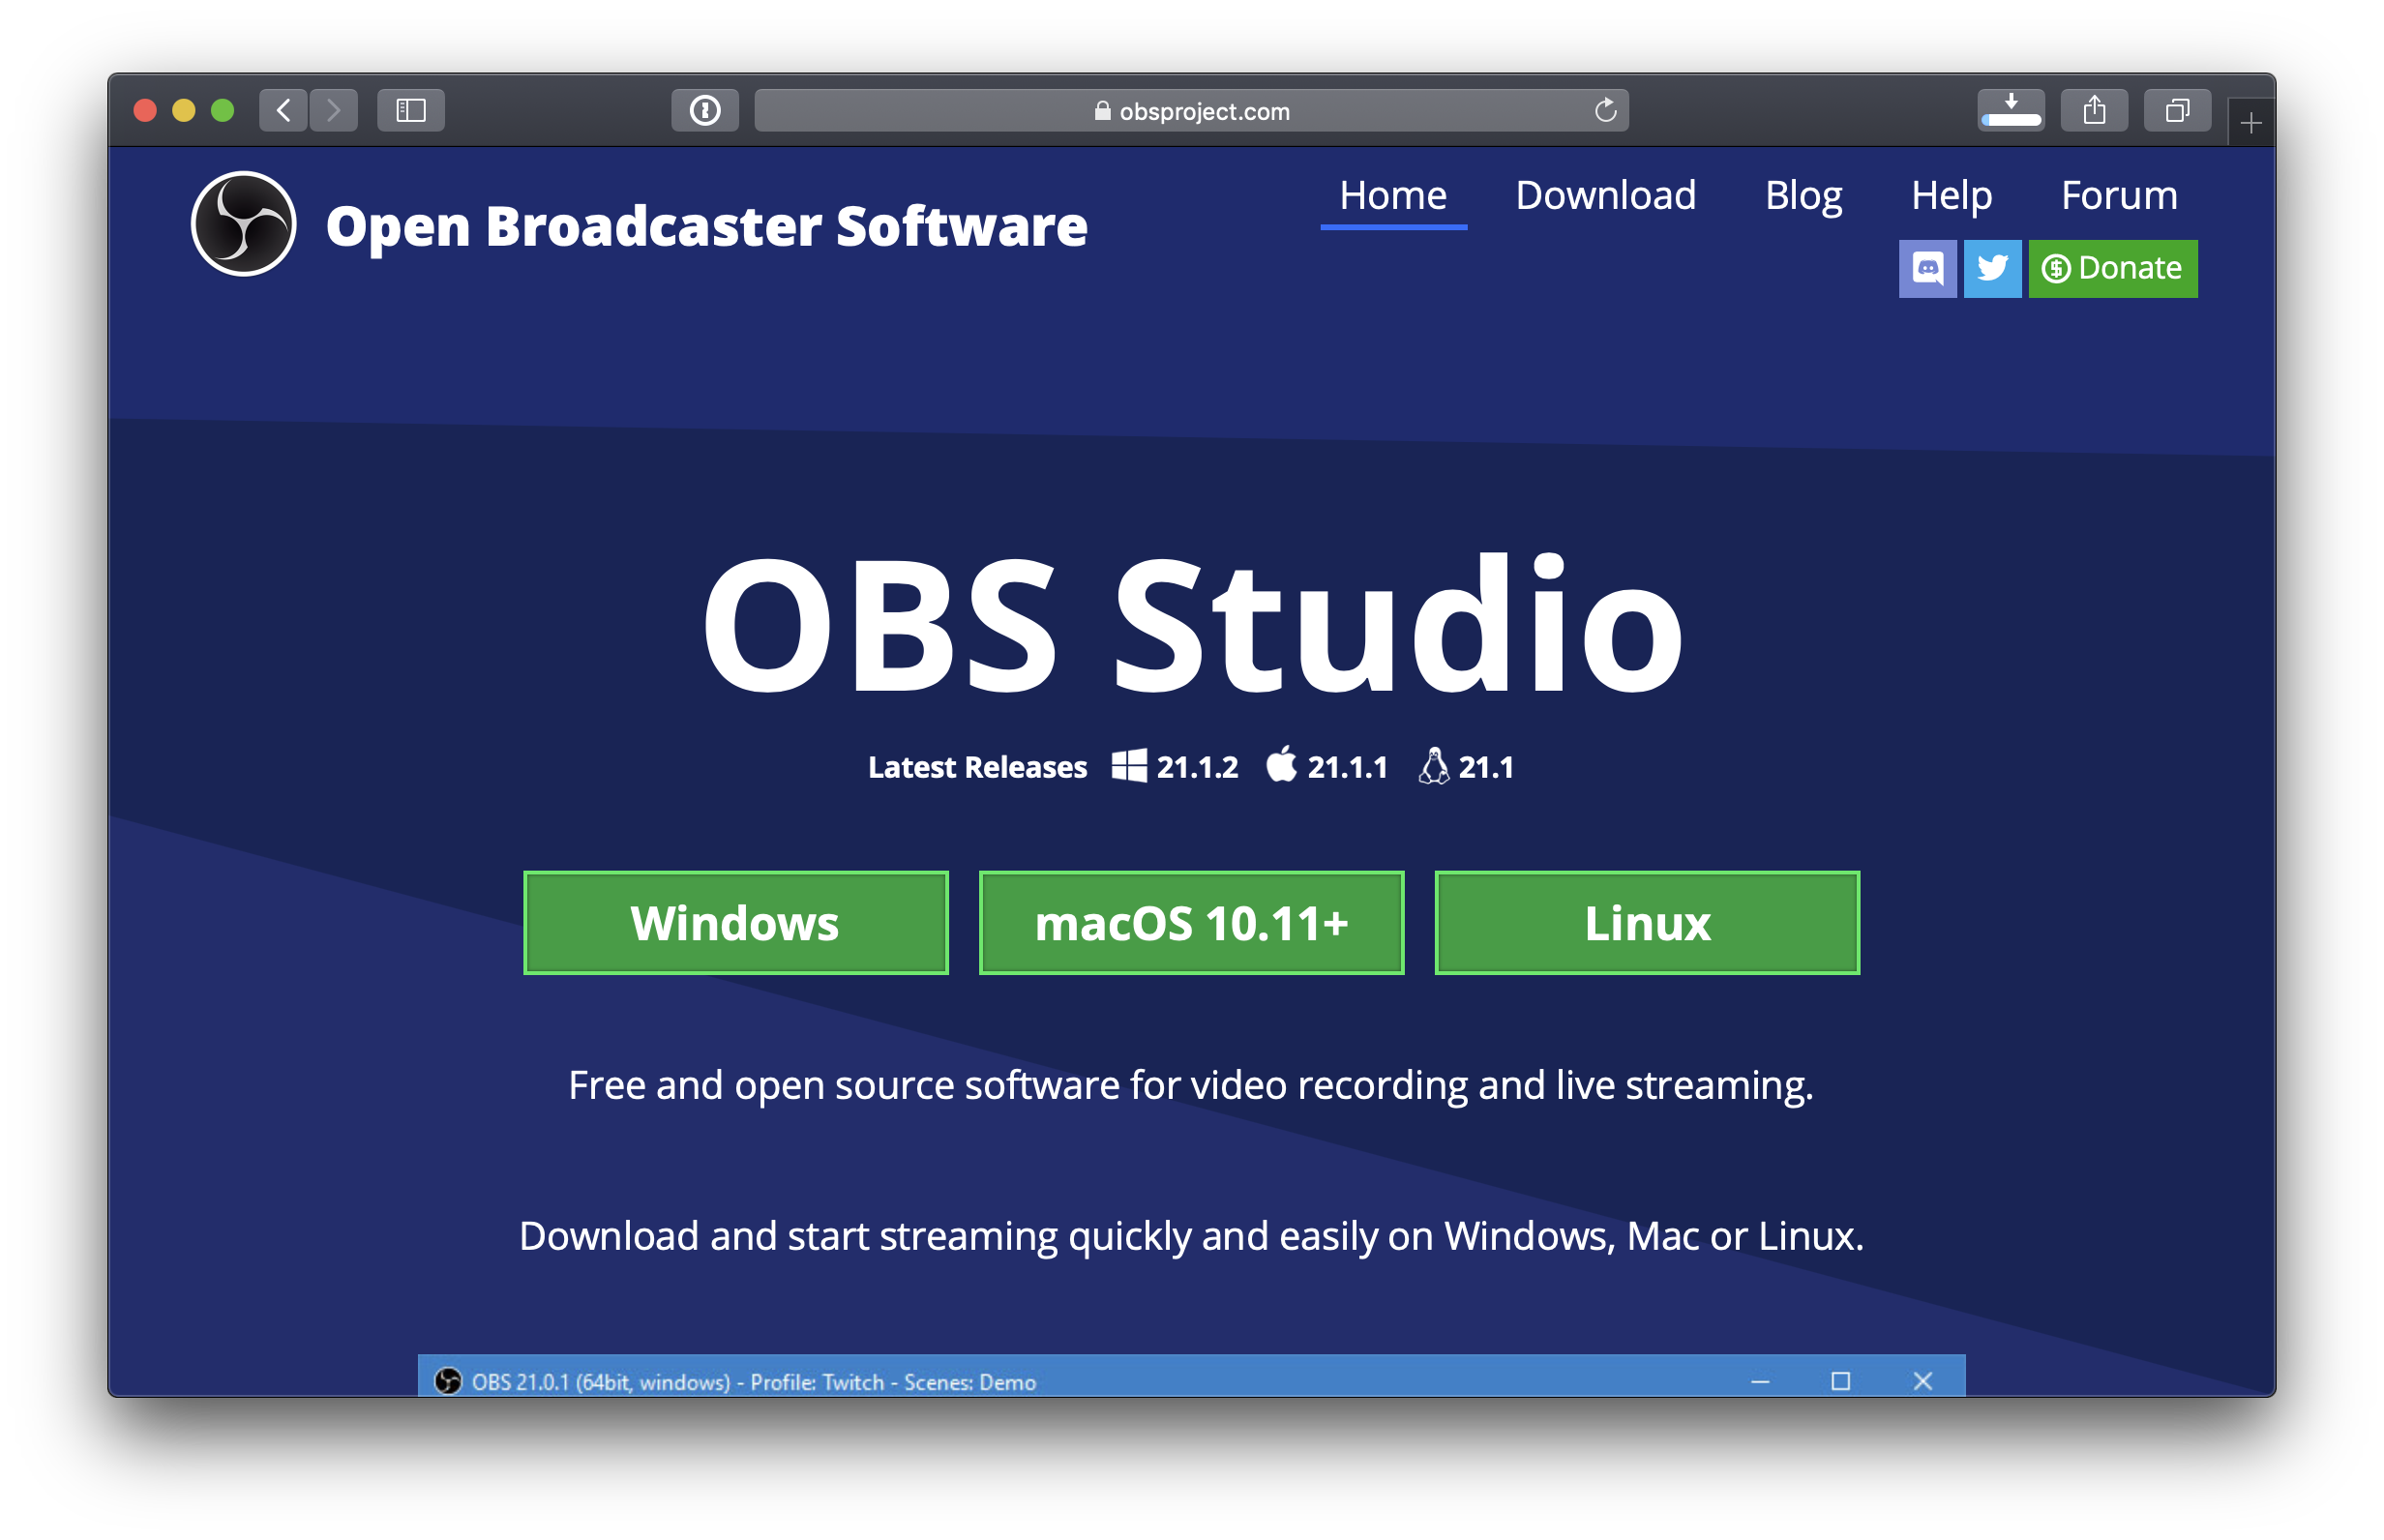 obsproject.com
Open Broadcaster Software
Home Download Blog Help Forum
Donate
OBS Studio
Latest Releases 21.1.2 21.1.1 21.1
Windows macOS 10.11+ Linux
Free and open source software for video recording and live streaming.
Download and start streaming quickly and easily on Windows, Mac or Linux.
OBS 21.0.1 (64bit, windows) - Profile: Twitch - Scenes: Demo